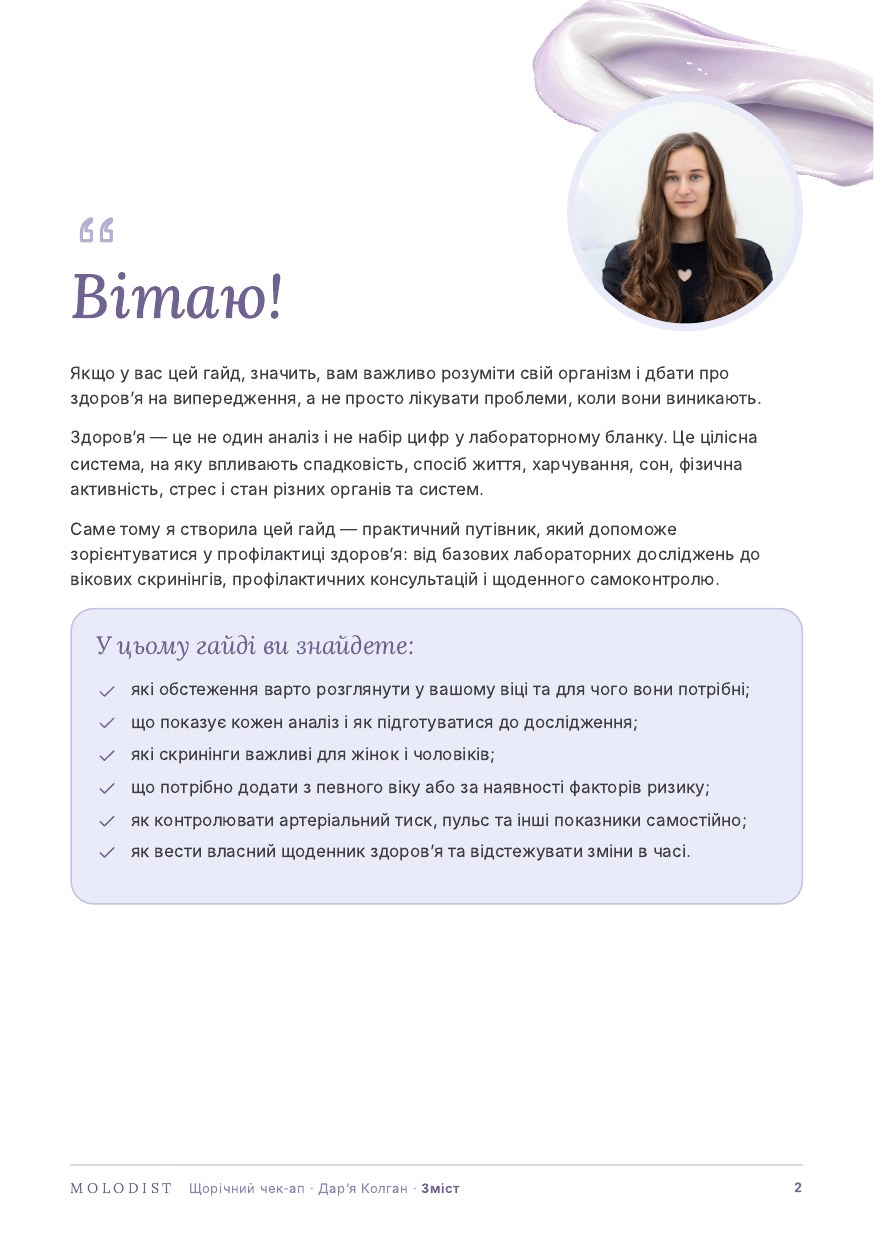 “
Вітаю!
Якщо у вас цей гайд, значить, вам важливо розуміти свій організм і дбати про
здоров’я на випередження, а не просто лікувати проблеми, коли вони виникають.
Здоров’я — це не один аналіз і не набір цифр у лабораторному бланку. Це цілісна
система, на яку впливають спадковість, спосіб життя, харчування, сон, фізична
активність, стрес і стан різних органів та систем.
Саме тому я створила цей гайд — практичний путівник, який допоможе
зорієнтуватися у профілактиці здоров’я: від базових лабораторних досліджень до
вікових скринінгів, профілактичних консультацій і щоденного самоконтролю.
У цьому гайді ви знайдете:
які обстеження варто розглянути у вашому віці та для чого вони потрібні;
що показує кожен аналіз і як підготуватися до дослідження;
які скринінги важливі для жінок і чоловіків;
що потрібно додати з певного віку або за наявності факторів ризику;
як контролювати артеріальний тиск, пульс та інші показники самостійно;
як вести власний щоденник здоров’я та відстежувати зміни в часі.
MOLODIST Щорічний чек-ап · Дар’я Колган · Зміст 2